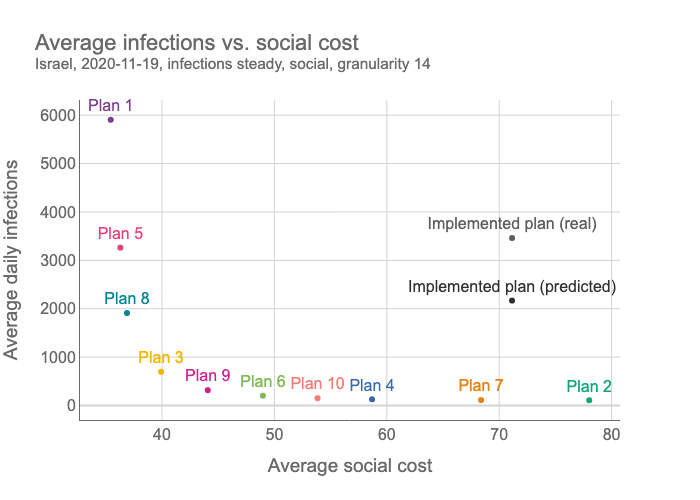 Average infections vs. social cost
Israel, 2020-11-19, infections steady, social, granularity 14
Average daily infections
6000
5000
4000
3000
2000
1000
0
Plan 1
Plan 5
Implemented plan (real)
Implemented plan (predicted)
Plan 8
Plan 3
Plan 9
Plan 6
Plan 10
Plan 4
Plan 7
Plan 2
40
50
60
70
80
Average social cost